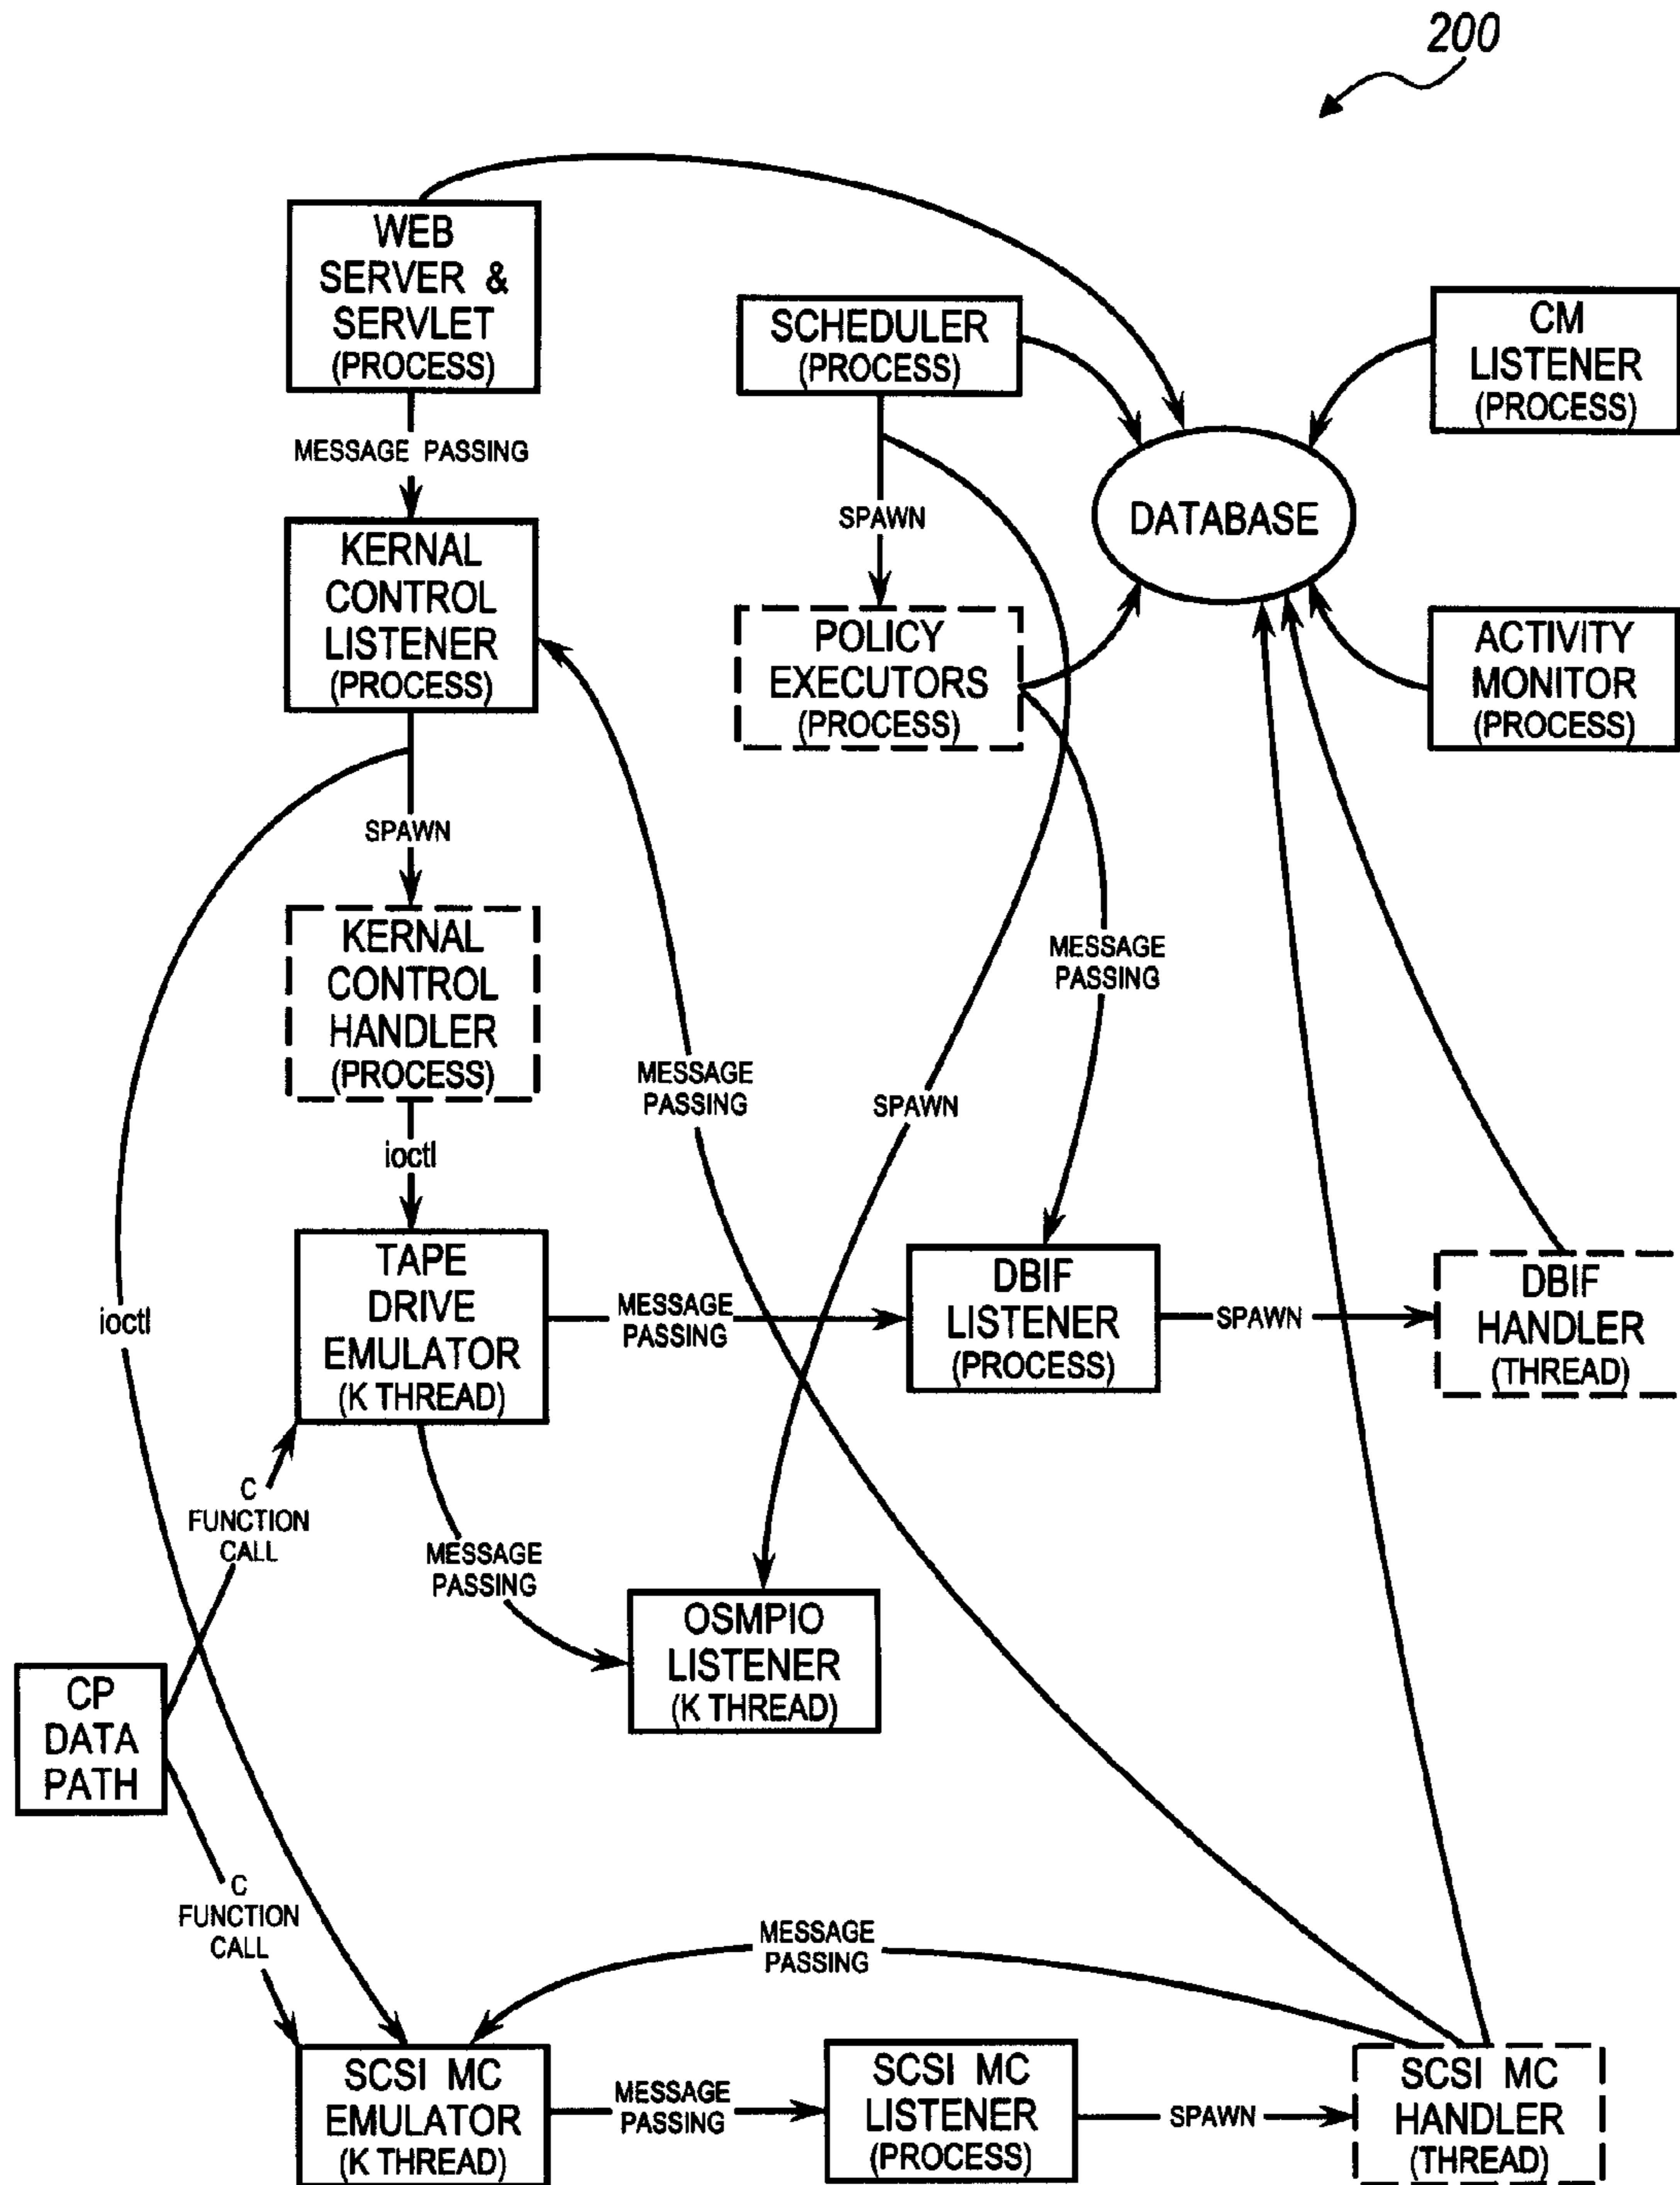 200
WEB
SERVER &
SERVLET
(PROCESS)
SCHEDULER
(PROCESS)
CM
LISTENER
(PROCESS)
MESSAGE PASSING
SPAWN
DATABASE
KERNAL
CONTROL
LISTENER
(PROCESS)
POLICY
EXECUTORS
(PROCESS)
ACTIVITY
MONITOR
(PROCESS)
SPAWN
KERNAL
CONTROL
HANDLER
(PROCESS)
MESSAGE
PASSING
MESSAGE
PASSING
SPAWN
ioctl
TAPE
DRIVE
EMULATOR
(K THREAD)
ioctl
MESSAGE
PASSING
DBIF
LISTENER
(PROCESS)
SPAWN
DBIF
HANDLER
(THREAD)
C
FUNCTION
CALL
MESSAGE
PASSING
OSMPIO
LISTENER
(K THREAD)
CP
DATA
PATH
C
FUNCTION
CALL
MESSAGE
PASSING
SCSI MC
EMULATOR
(K THREAD)
MESSAGE
PASSING
SCSI MC
LISTENER
(PROCESS)
SPAWN
SCSI MC
HANDLER
(THREAD)